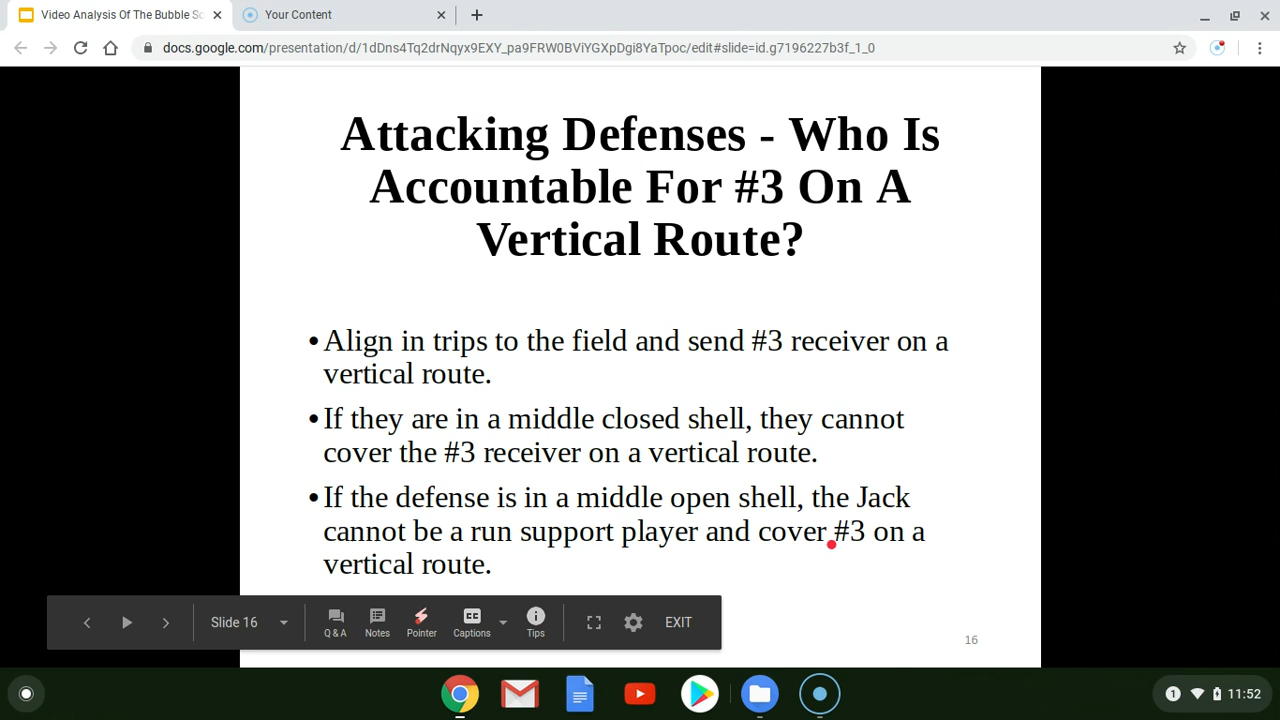 Video Analysis Of The Bubble Sc
Your Content
docs.google.com/presentation/d/1dDns4Tq2drNqyx9EXY_pa9FRW0BViYGXpDgi8YaTpoc/edit#slide=id.g7196227b3f_1_0
Attacking Defenses - Who Is
Accountable For #3 On A
Vertical Route?
• Align in trips to the field and send #3 receiver on a
vertical route.
• If they are in a middle closed shell, they cannot
cover the #3 receiver on a vertical route.
• If the defense is in a middle open shell, the Jack
cannot be a run support player and cover #3 on a
vertical route.
Slide 16
Q & A
Notes
Pointer
CC
Captions
Tips
EXIT
16
1
11:52